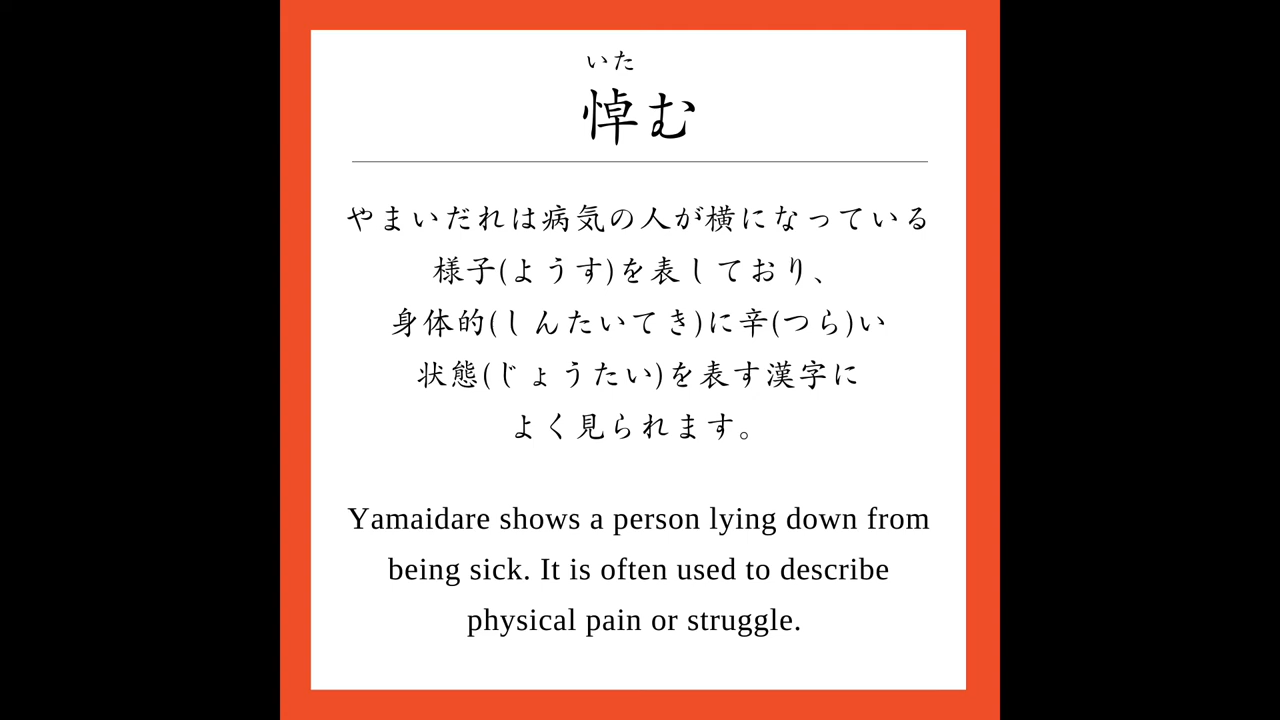 いた
悼む
やまいだれは病気の人が横になっている
様子(ようす)を表しており、
身体的(しんたいてき)に辛(つら)い
状態(じょうたい)を表す漢字に
よく見られます。
Yamaidare shows a person lying down from
being sick. It is often used to describe
physical pain or struggle.